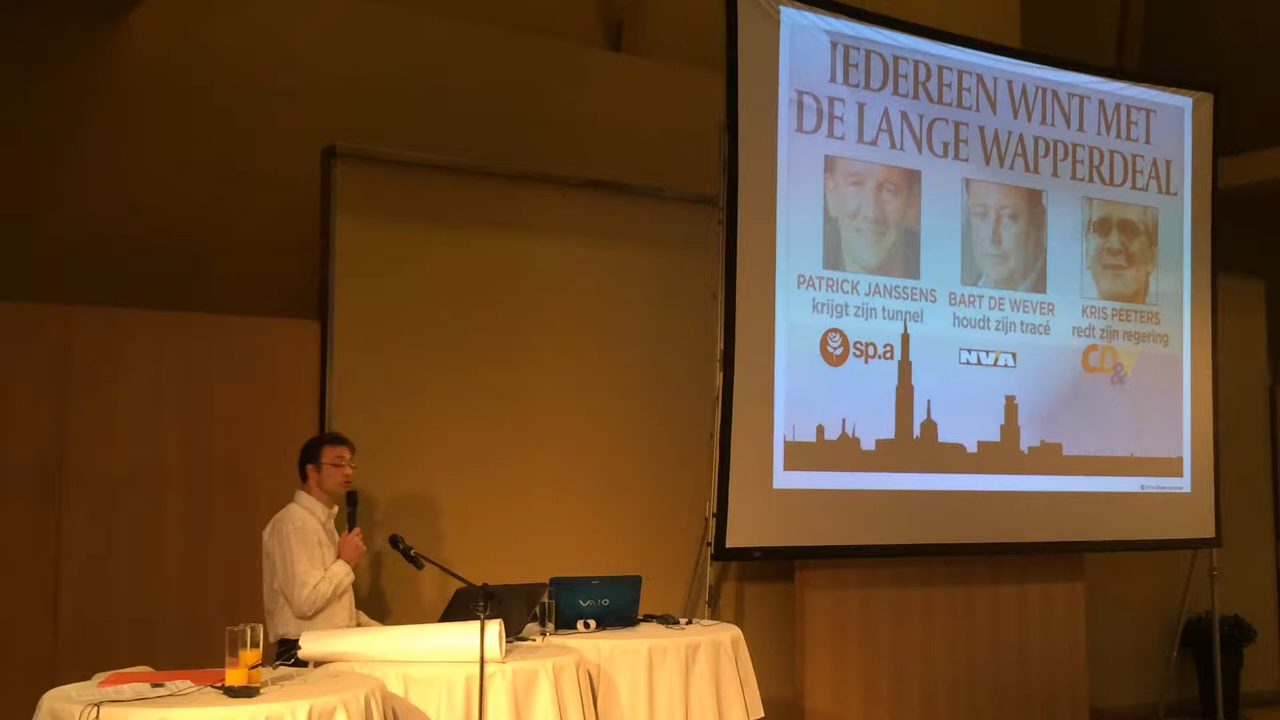 IEDEREEN WINT MET
DE LANGE WAPPERDEAL
PATRICK JANSSENS
krijgt zijn tunnel
BART DE WEVER
houdt zijn tracé
KRIS PEETERS
redt zijn regering
sp.a
N-VA
CD&V
VAIO